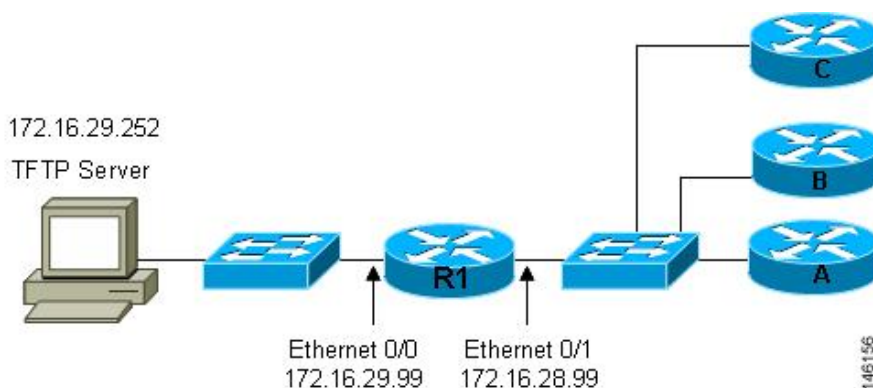 172.16.29.252
TFTP Server
C
B
A
R1
Ethernet 0/0
172.16.29.99
Ethernet 0/1
172.16.28.99
146156